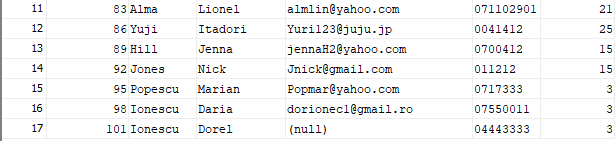 11 83 Alma Lionel almlin@yahoo.com 071102901 21
12 86 Yuji Itadori Yuri123@juju.jp 0041412 25
13 89 Hill Jenna jennaH2@yahoo.com 0700412 15
14 92 Jones Nick Jnick@gmail.com 011212 15
15 95 Popescu Marian Popmar@yahoo.com 0717333 3
16 98 Ionescu Daria dorionec1@gmail.ro 07550011 3
17 101 Ionescu Dorel (null) 04443333 3